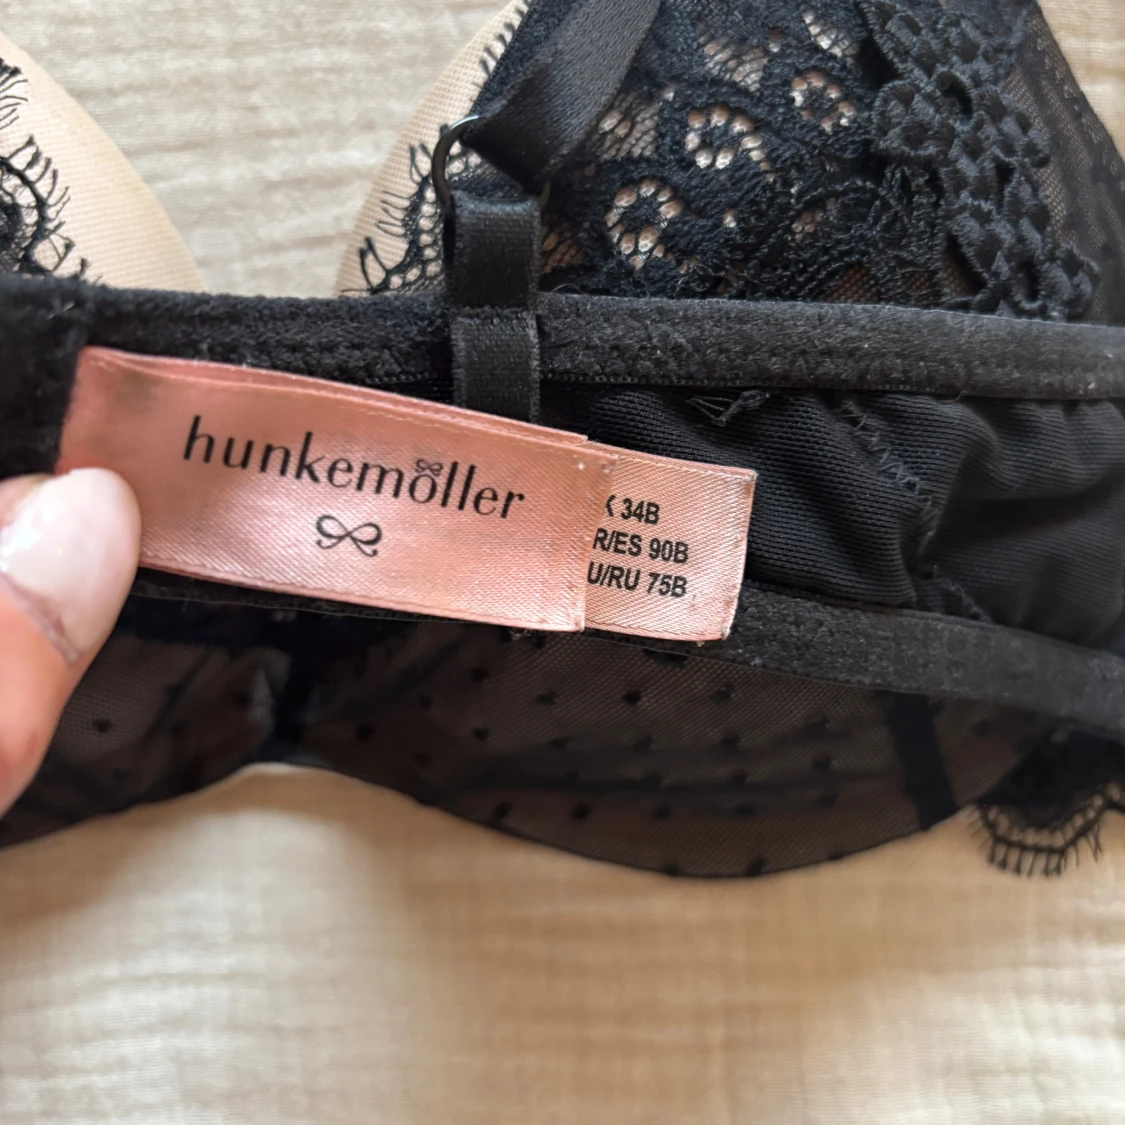 hunkemöller
34B
R/ES 90B
U/RU 75B